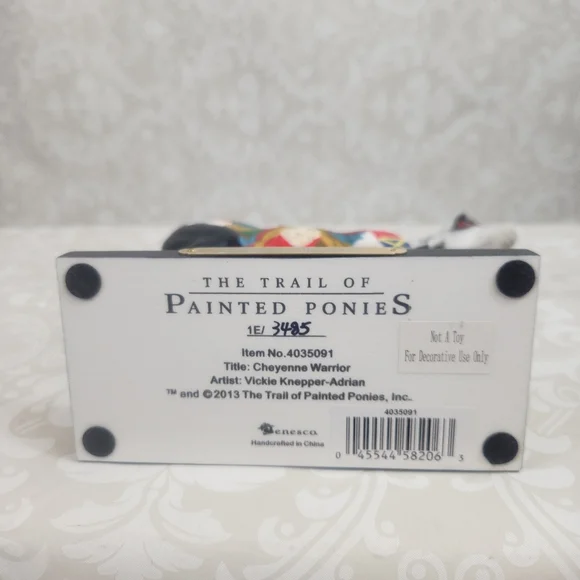 THE TRAIL OF
PAINTED PONIES
1E/ 3485
Item No.4035091
Title: Cheyenne Warrior
Artist: Vickie Knepper-Adrian
™ and ©2013 The Trail of Painted Ponies, Inc.
Not A Toy
For Decorative Use Only
Enesco.
Handcrafted in China
4035091
0 45544 58206 3